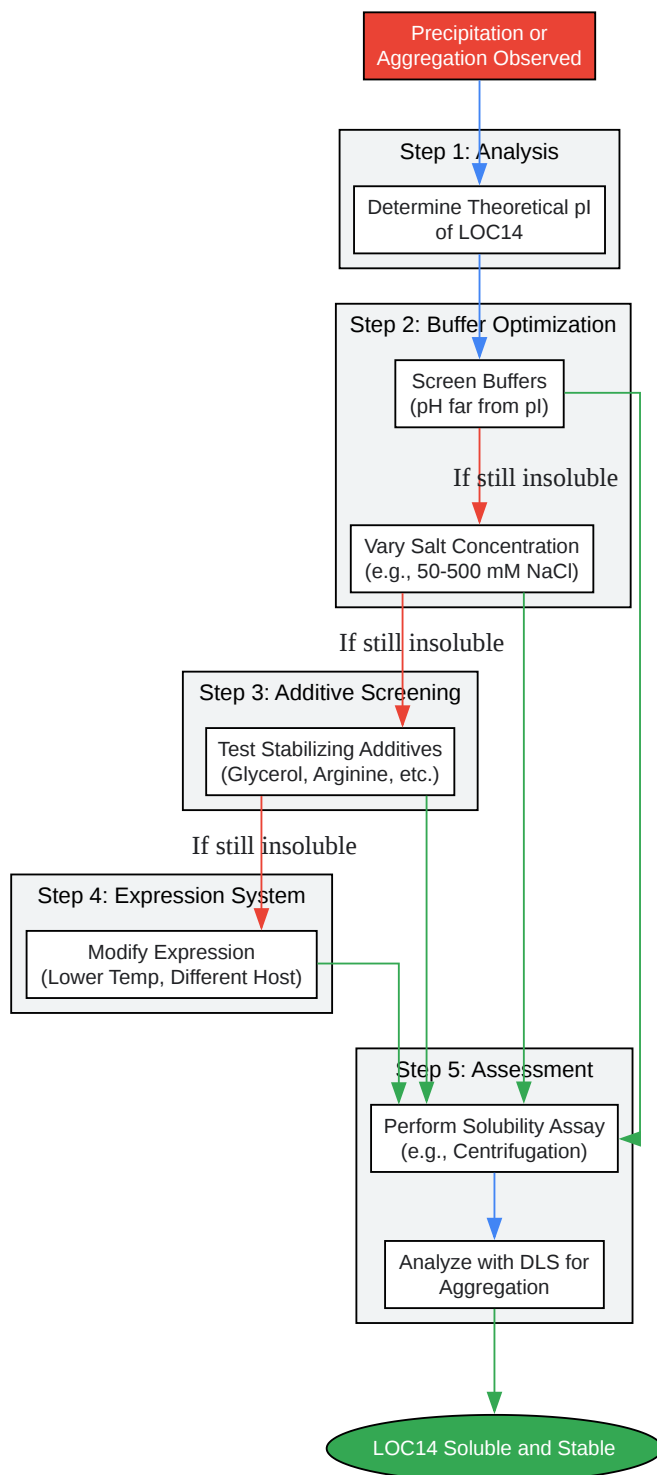 Precipitation or
Aggregation Observed
Step 1: Analysis
Determine Theoretical pI
of LOC14
Step 2: Buffer Optimization
Screen Buffers
(pH far from pI)
If still insoluble
Vary Salt Concentration
(e.g., 50-500 mM NaCl)
If still insoluble
Step 3: Additive Screening
Test Stabilizing Additives
(Glycerol, Arginine, etc.)
If still insoluble
Step 4: Expression System
Modify Expression
(Lower Temp, Different Host)
Step 5: Assessment
Perform Solubility Assay
(e.g., Centrifugation)
Analyze with DLS for
Aggregation
LOC14 Soluble and Stable